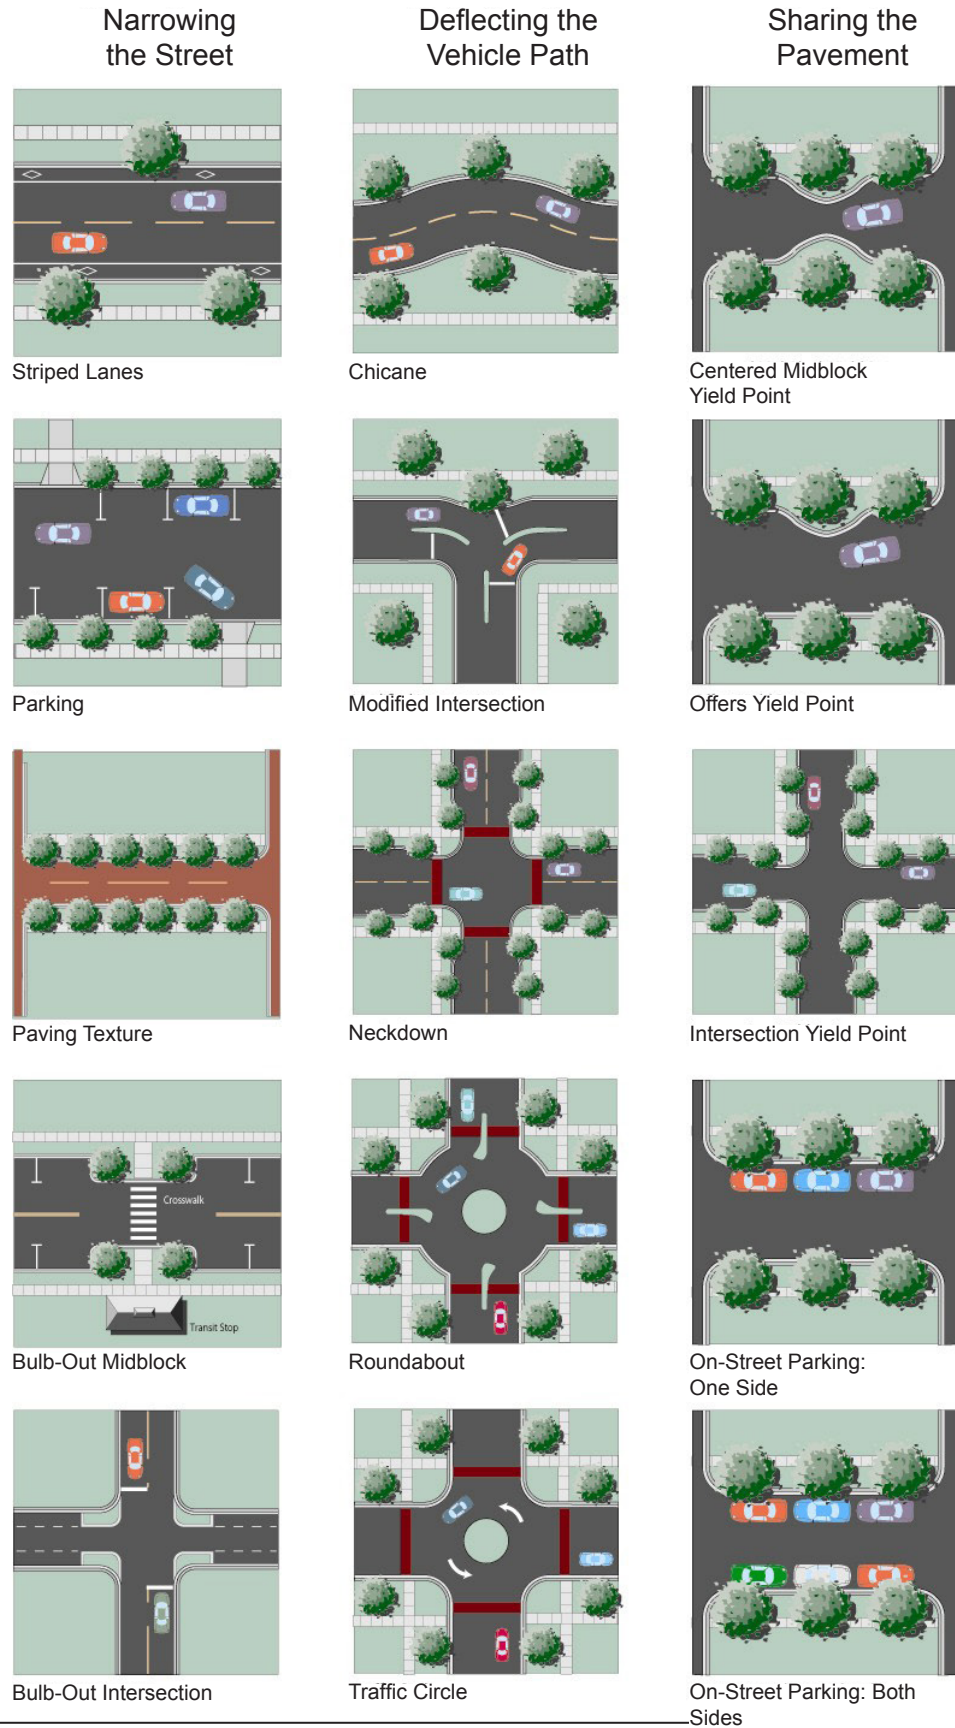 Narrowing
the Street
Deflecting the
Vehicle Path
Sharing the
Pavement
Striped Lanes
Chicane
Centered Midblock
Yield Point
Parking
Modified Intersection
Offers Yield Point
Paving Texture
Neckdown
Intersection Yield Point
Crosswalk
Transit Stop
Bulb-Out Midblock
Roundabout
On-Street Parking:
One Side
Bulb-Out Intersection
Traffic Circle
On-Street Parking: Both
Sides